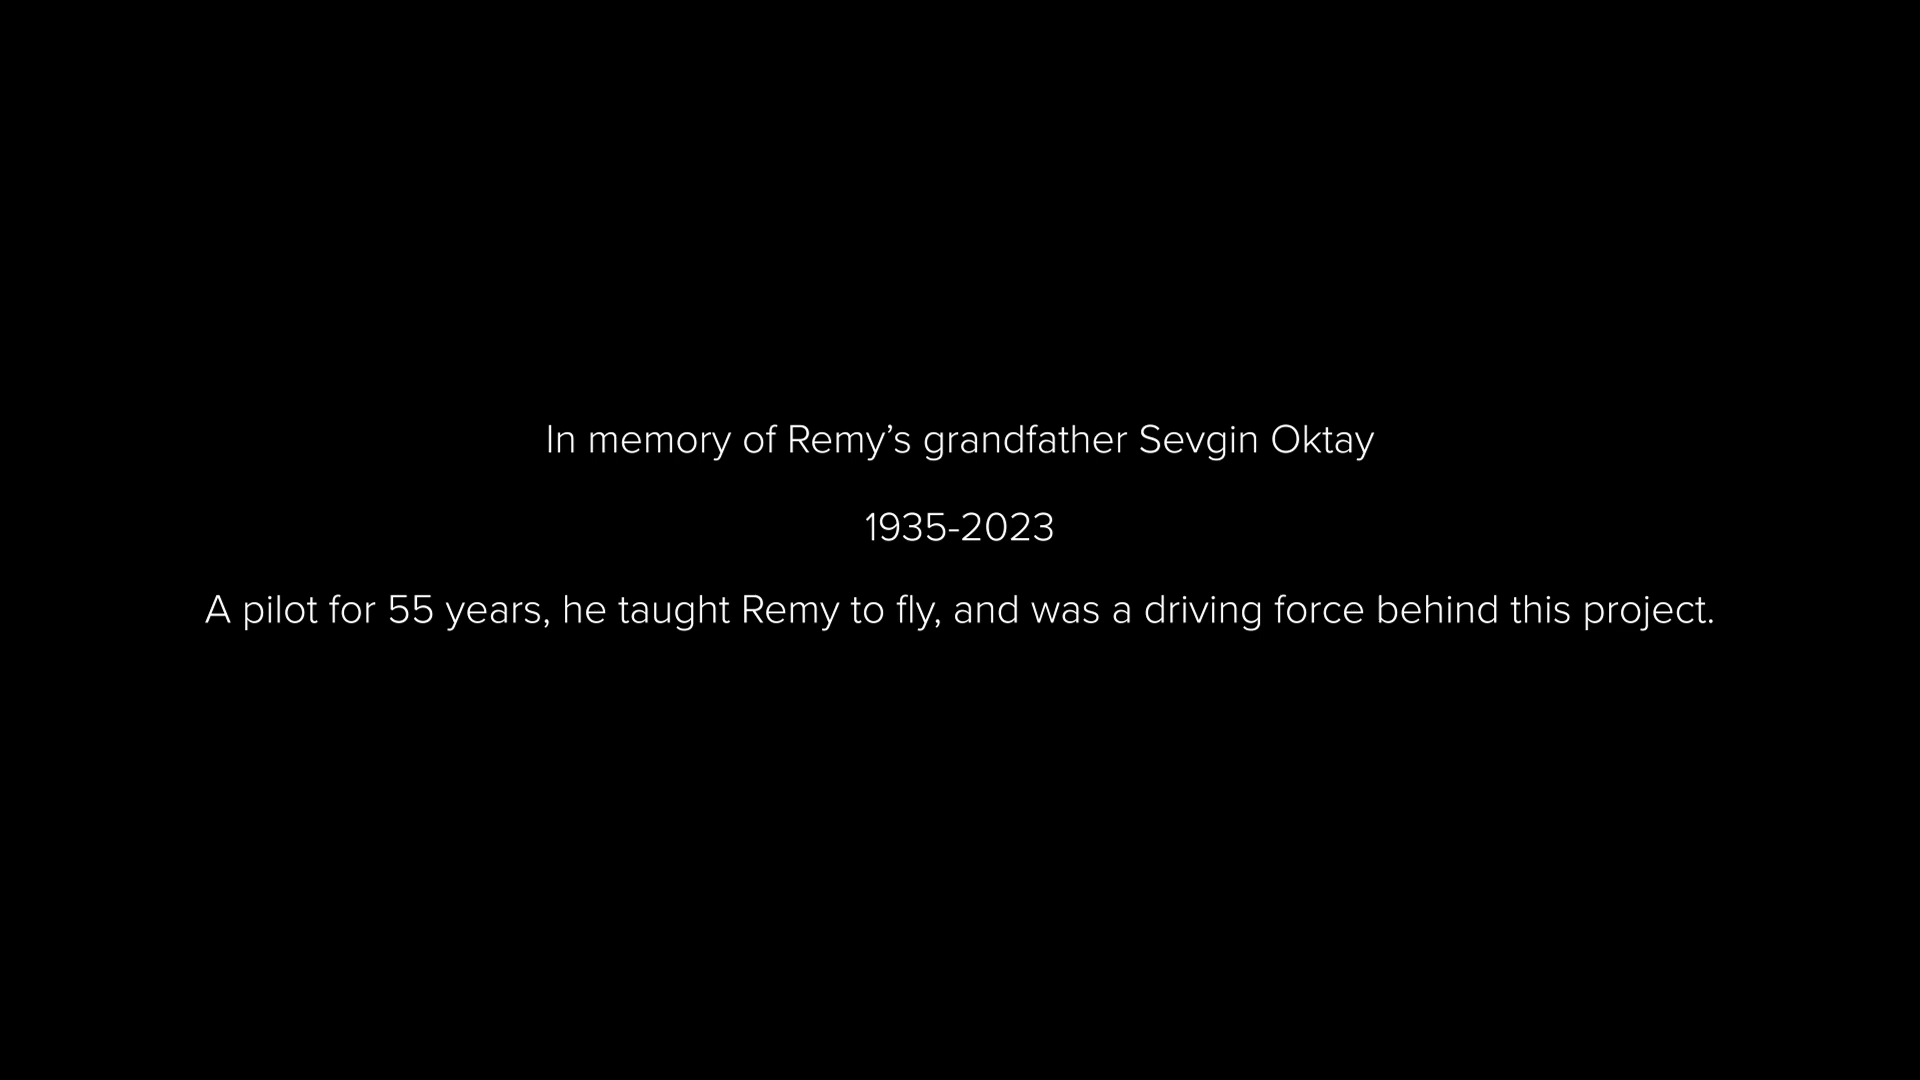 In memory of Remy’s grandfather Sevgin Oktay
1935-2023
A pilot for 55 years, he taught Remy to fly, and was a driving force behind this project.